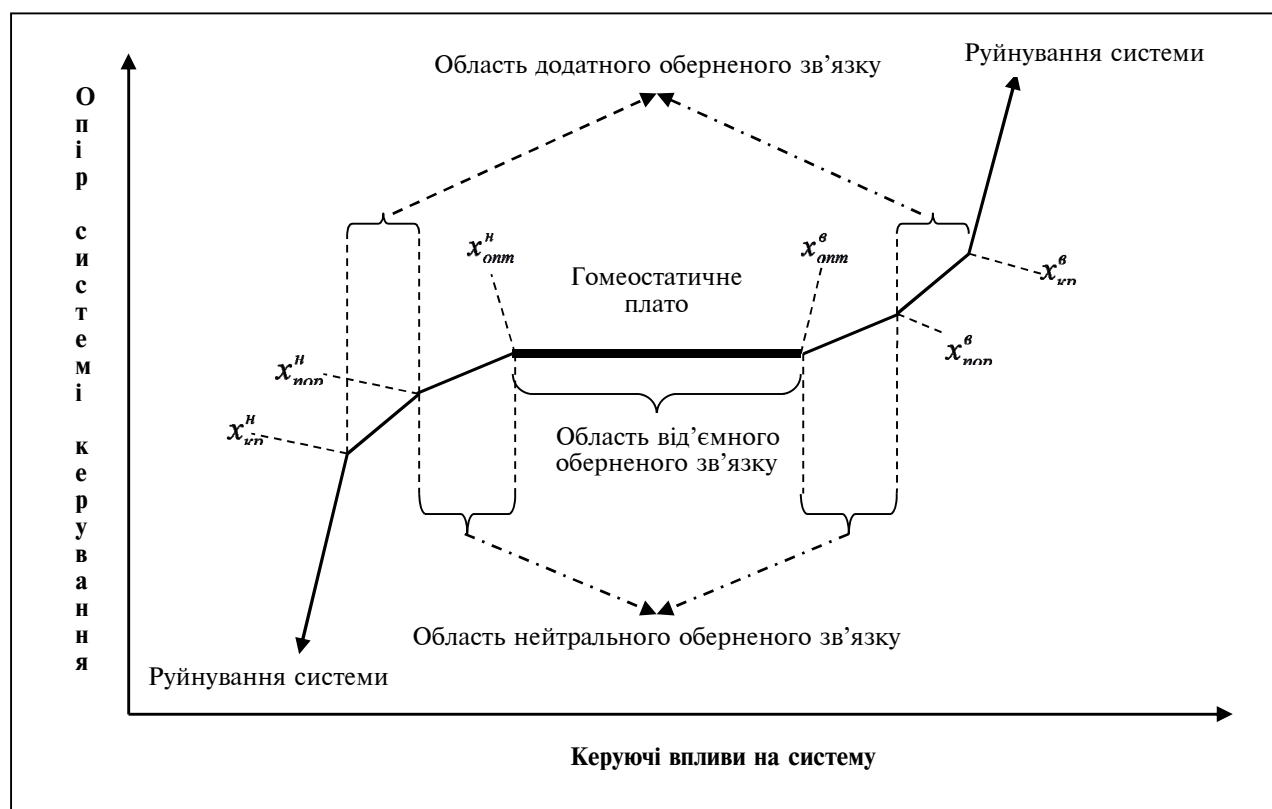 Руйнування системи
Область додатного оберненого зв’язку
Опір системі керування
x^н_опт
x^в_опт
Гомеостатичне
плато
x^в_кр
x^в_пор
x^н_пор
x^н_кр
Область від’ємного
оберненого зв’язку
Область нейтрального оберненого зв’язку
Руйнування системи
Керуючі впливи на систему